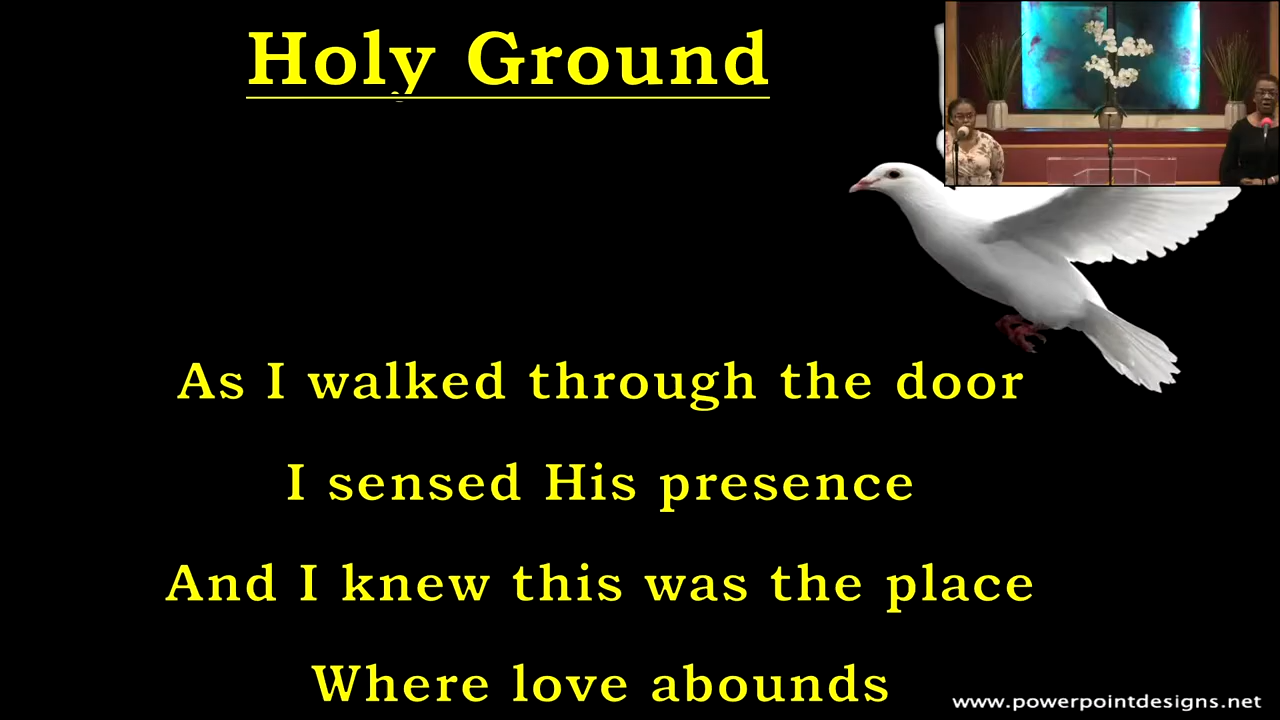 Holy Ground
As I walked through the door
I sensed His presence
And I knew this was the place
Where love abounds
www.powerpointdesigns.net